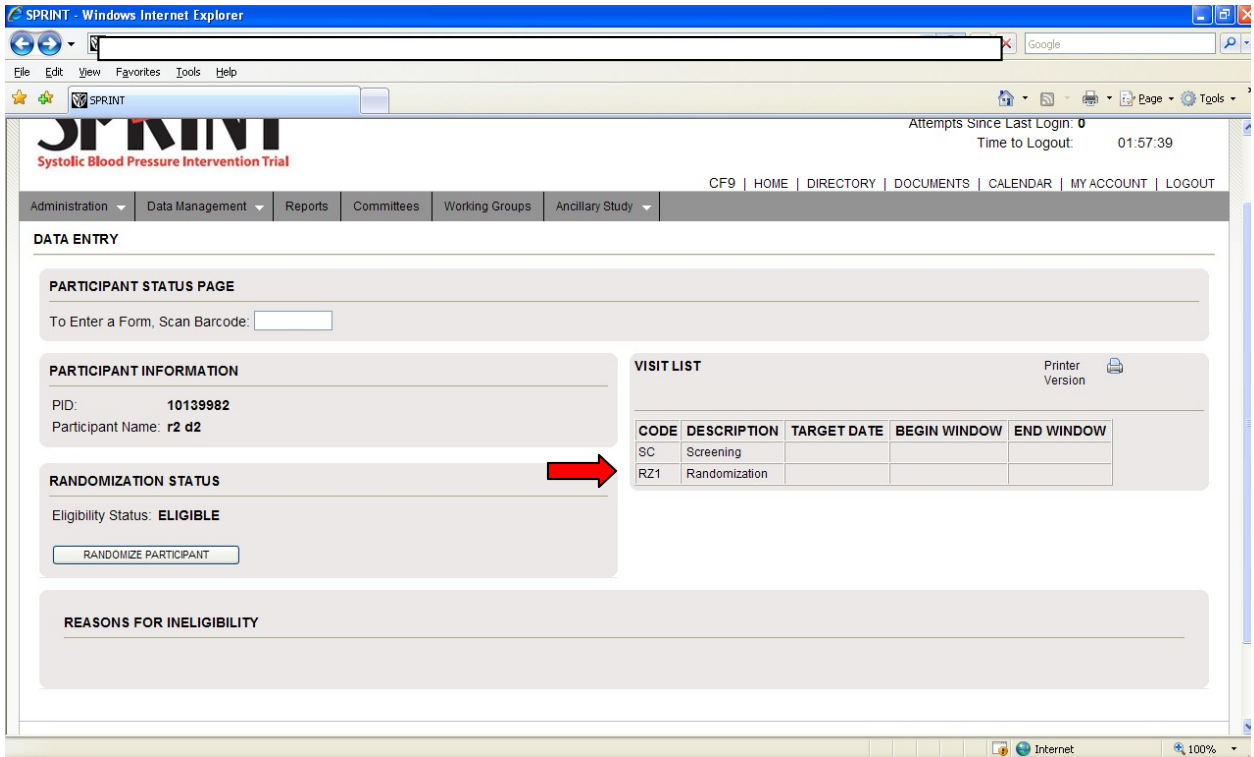 SPRINT - Windows Internet Explorer
Google
File Edit View Favorites Tools Help
SPRINT
Page Tools
SPRINT
Systolic Blood Pressure Intervention Trial
Attempts Since Last Login: 0
Time to Logout: 01:57:39
CF9 | HOME | DIRECTORY | DOCUMENTS | CALENDAR | MY ACCOUNT | LOGOUT
Administration Data Management Reports Committees Working Groups Ancillary Study
DATA ENTRY
PARTICIPANT STATUS PAGE
To Enter a Form, Scan Barcode:
PARTICIPANT INFORMATION
PID: 10139982
Participant Name: r2 d2
RANDOMIZATION STATUS
Eligibility Status: ELIGIBLE
RANDOMIZE PARTICIPANT
VISIT LIST
Printer
Version
CODE DESCRIPTION TARGET DATE BEGIN WINDOW END WINDOW
SC Screening
RZ1 Randomization
REASONS FOR INELIGIBILITY
Internet 100%